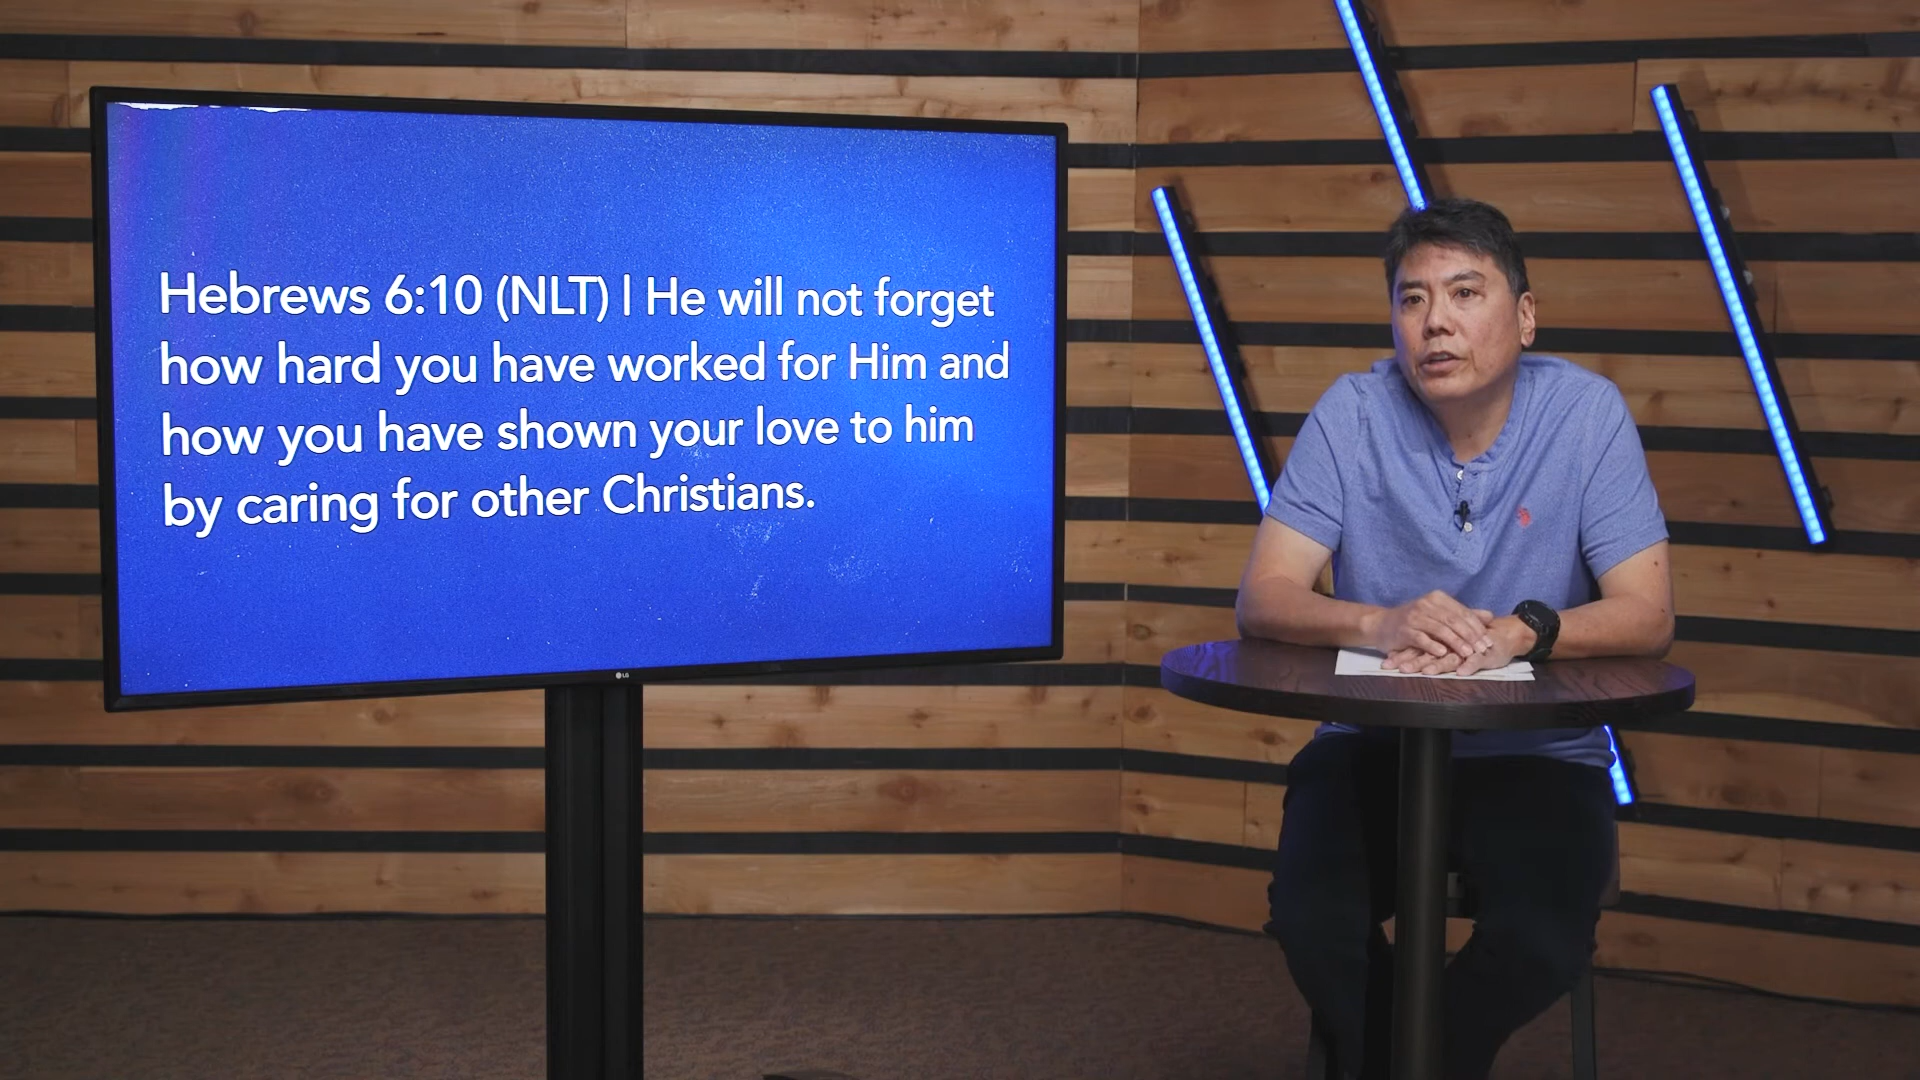 Hebrews 6:10 (NLT) | He will not forget
how hard you have worked for Him and
how you have shown your love to him
by caring for other Christians.
LG